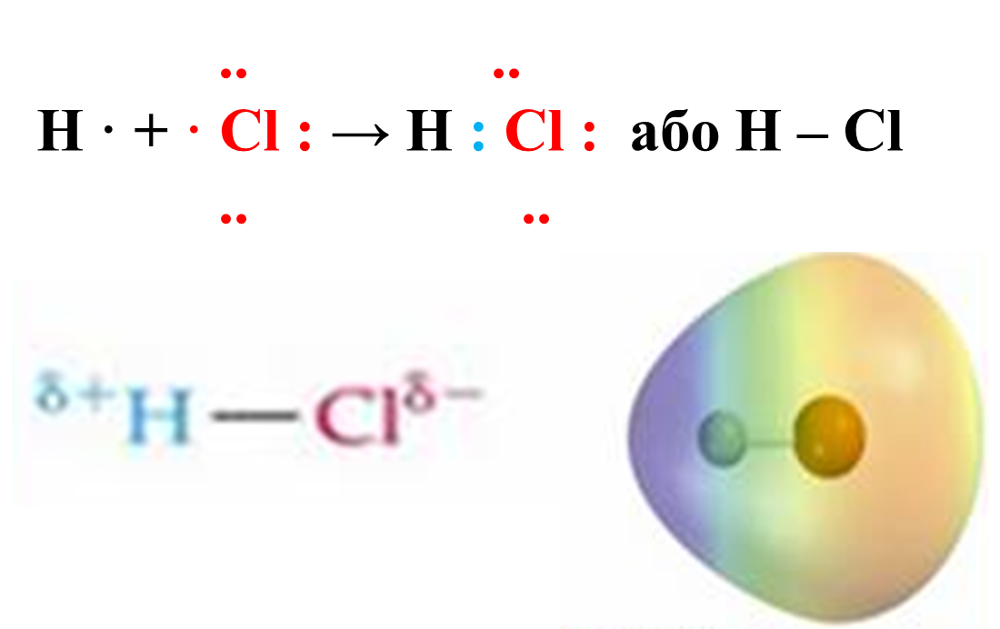 H · + · Cl : → H : Cl : або H – Cl
δ+H — Clδ−